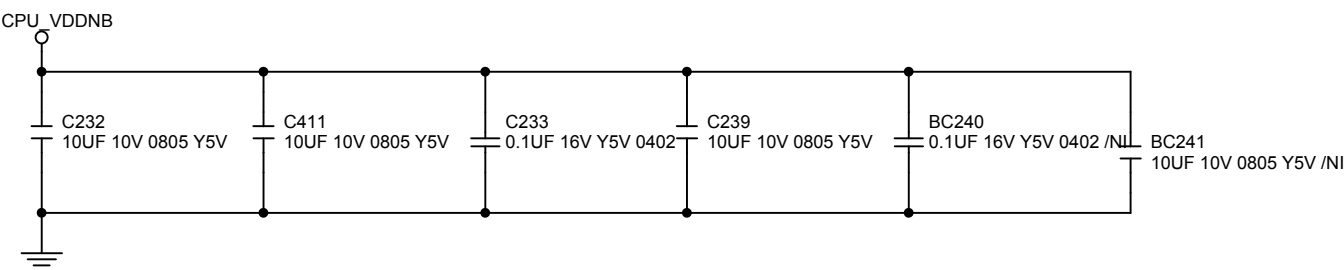 CPU_VDDNB
C232
10UF 10V 0805 Y5V
C411
10UF 10V 0805 Y5V
C233
0.1UF 16V Y5V 0402
C239
10UF 10V 0805 Y5V
BC240
0.1UF 16V Y5V 0402 /NI
BC241
10UF 10V 0805 Y5V /NI